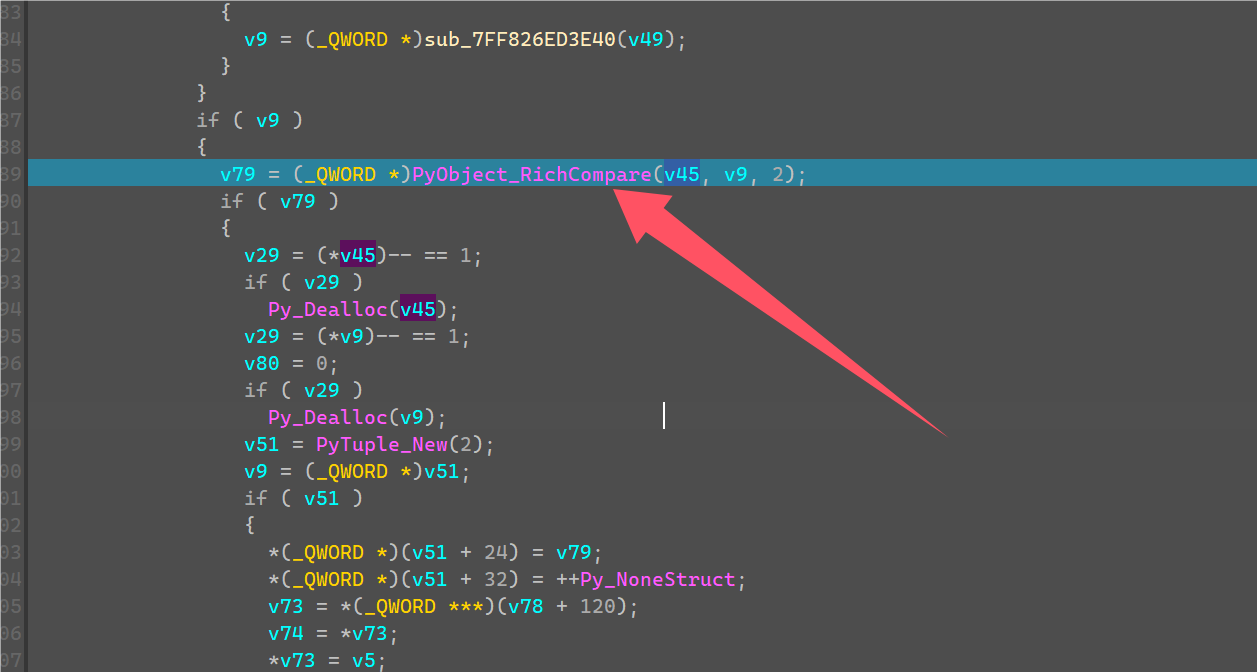 83 {
84 v9 = (_QWORD *)sub_7FF826ED3E40(v49);
85 }
86 }
87 if ( v9 )
88 {
89 v79 = (_QWORD *)PyObject_RichCompare(v45, v9, 2);
90 if ( v79 )
91 {
92 v29 = (*v45)-- == 1;
93 if ( v29 )
94 Py_Dealloc(v45);
95 v29 = (*v9)-- == 1;
96 v80 = 0;
97 if ( v29 )
98 Py_Dealloc(v9);
99 v51 = PyTuple_New(2);
00 v9 = (_QWORD *)v51;
01 if ( v51 )
02 {
03 *(_QWORD *)(v51 + 24) = v79;
04 *(_QWORD *)(v51 + 32) = ++Py_NoneStruct;
05 v73 = *(_QWORD ***)(v78 + 120);
06 v74 = *v73;
07 *v73 = v5;